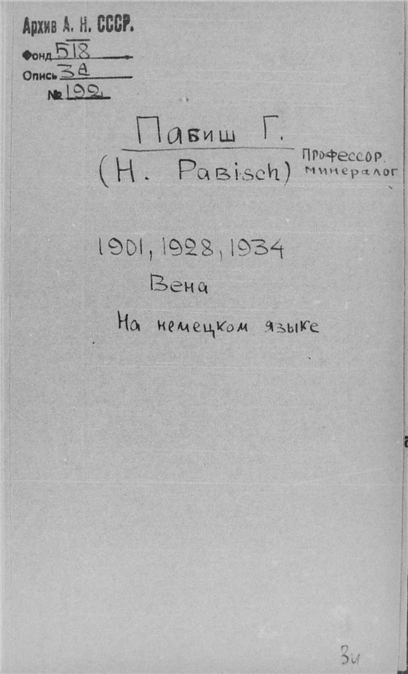 Архив А. Н. СССР.
Фонд 518
Опись 3А
№ 192
Пабиш Г.
(H. Pabisch)
профессор.
минералог
1901, 1928, 1934
Вена
На немецком языке
3и